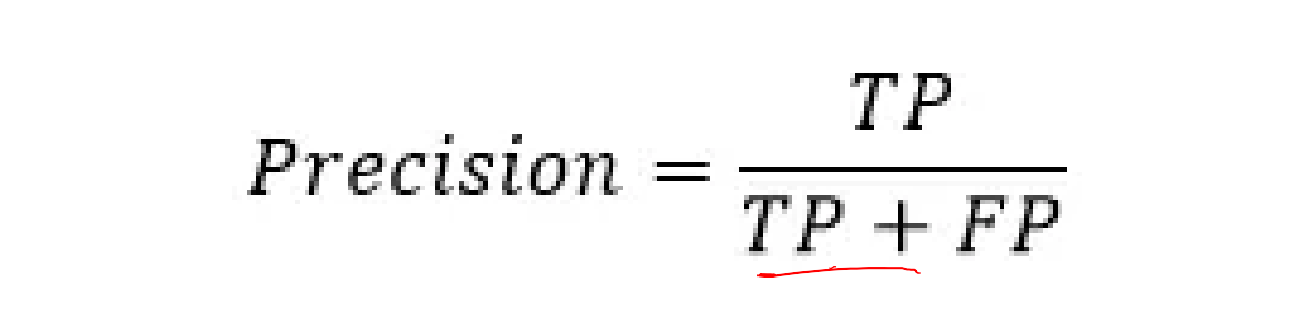 Precision = TP / TP + FP